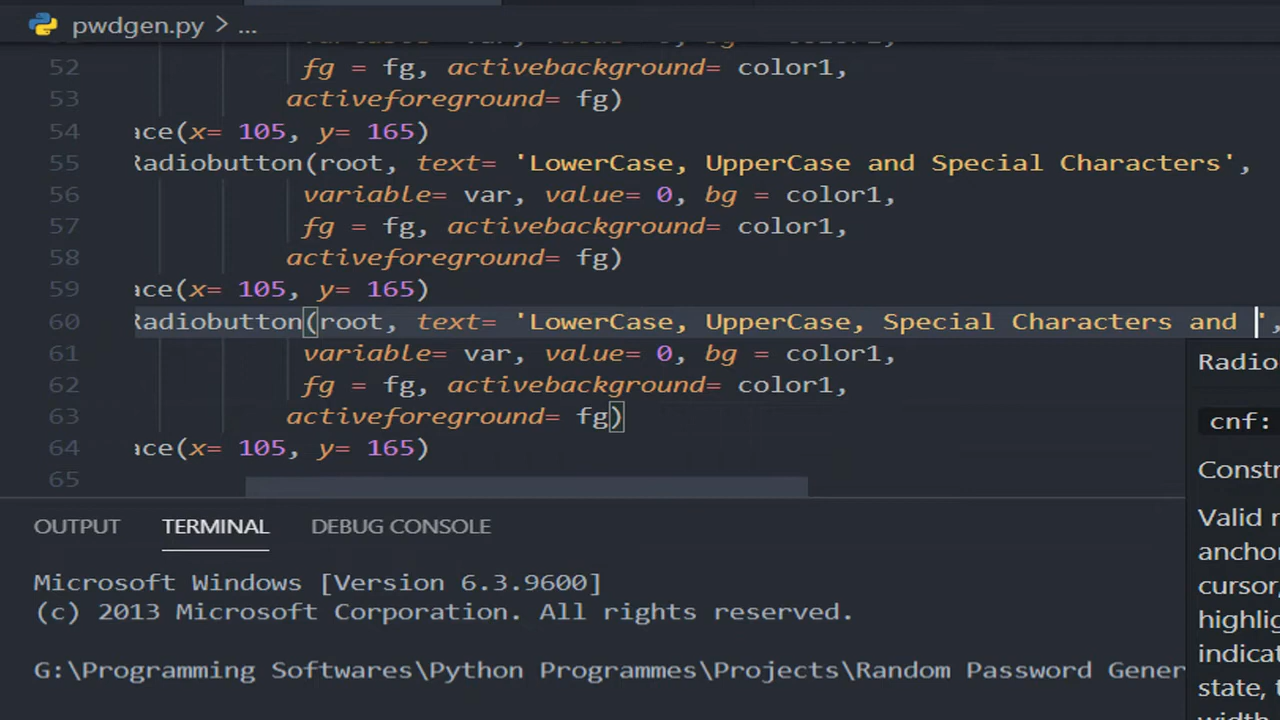 pwdgen.py > ...
52 fg = fg, activebackground= color1,
53 activeforeground= fg)
54 ace(x= 105, y= 165)
55 Radiobutton(root, text= 'LowerCase, UpperCase and Special Characters',
56 variable= var, value= 0, bg = color1,
57 fg = fg, activebackground= color1,
58 activeforeground= fg)
59 ace(x= 105, y= 165)
60 Radiobutton(root, text= 'LowerCase, UpperCase, Special Characters and ',
61 variable= var, value= 0, bg = color1,
62 fg = fg, activebackground= color1,
63 activeforeground= fg)
64 ace(x= 105, y= 165)
65
Radio
cnf:
Constr
Valid
anchor
cursor,
highlig
indicat
state,
width
OUTPUT TERMINAL DEBUG CONSOLE
Microsoft Windows [Version 6.3.9600]
(c) 2013 Microsoft Corporation. All rights reserved.
G:\Programming Softwares\Python Programmes\Projects\Random Password Gener